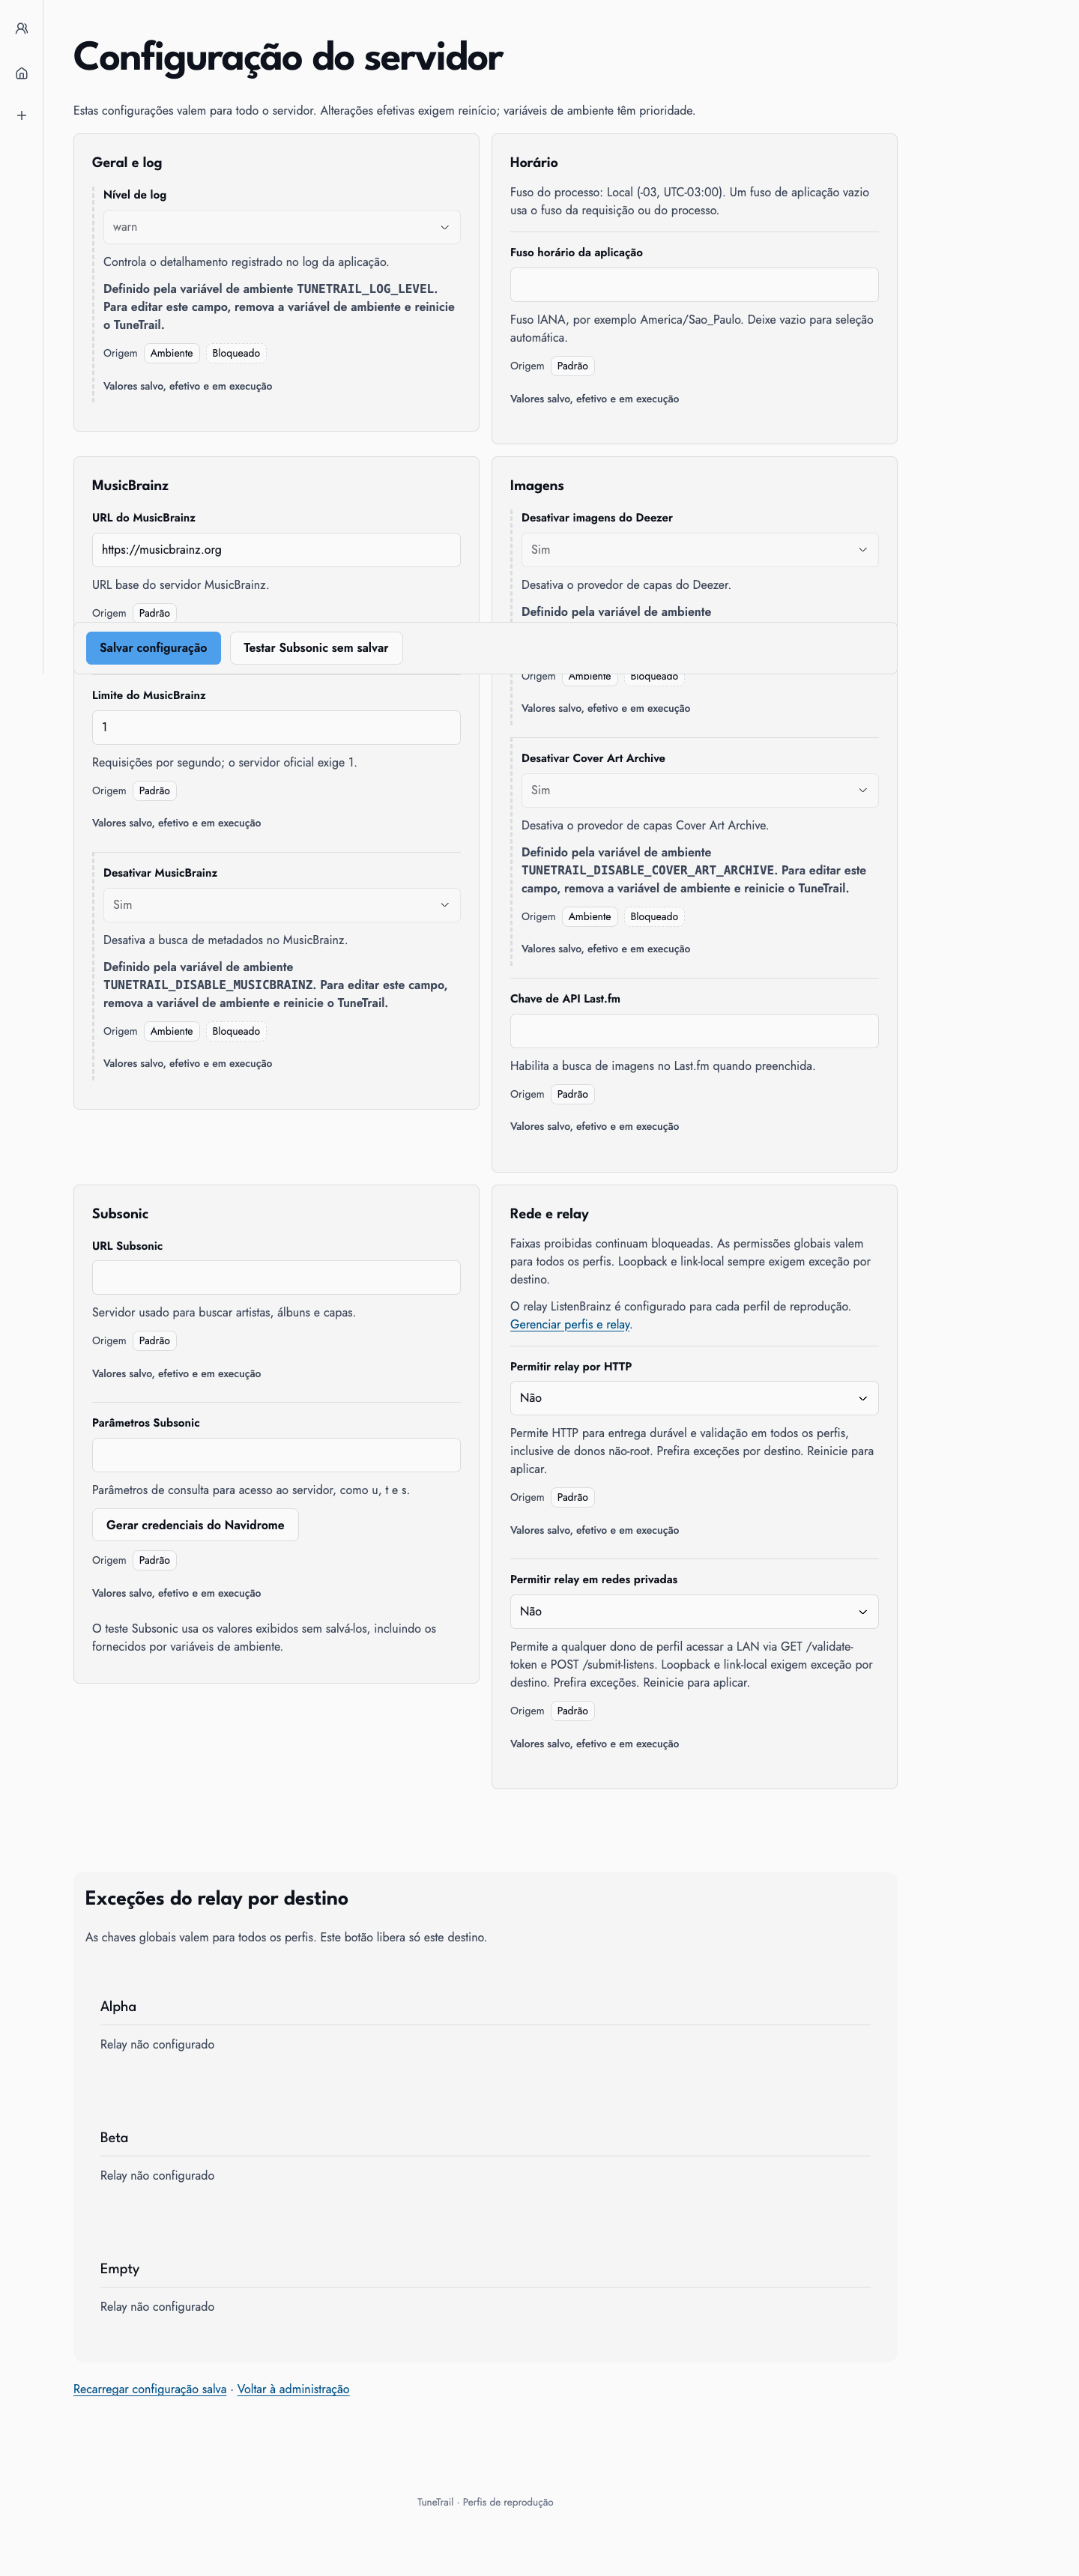 Configuração do servidor
Estas configurações valem para todo o servidor. Alterações efetivas exigem reinício; variáveis de ambiente têm prioridade.
Geral e log
Nível de log
warn
Controla o detalhamento registrado no log da aplicação.
Definido pela variável de ambiente TUNETRAIL_LOG_LEVEL.
Para editar este campo, remova a variável de ambiente e reinicie
o TuneTrail.
Origem Ambiente Bloqueado
Valores salvo, efetivo e em execução
Horário
Fuso do processo: Local (-03, UTC-03:00). Um fuso de aplicação vazio
usa o fuso da requisição ou do processo.
Fuso horário da aplicação
Fuso IANA, por exemplo America/Sao_Paulo. Deixe vazio para seleção
automática.
Origem Padrão
Valores salvo, efetivo e em execução
MusicBrainz
URL do MusicBrainz
https://musicbrainz.org
URL base do servidor MusicBrainz.
Origem Padrão
Imagens
Desativar imagens do Deezer
Sim
Desativa o provedor de capas do Deezer.
Definido pela variável de ambiente
Salvar configuração
Testar Subsonic sem salvar
Limite do MusicBrainz
1
Requisições por segundo; o servidor oficial exige 1.
Origem Padrão
Valores salvo, efetivo e em execução
Desativar MusicBrainz
Sim
Desativa a busca de metadados no MusicBrainz.
Definido pela variável de ambiente
TUNETRAIL_DISABLE_MUSICBRAINZ. Para editar este campo,
remova a variável de ambiente e reinicie o TuneTrail.
Origem Ambiente Bloqueado
Valores salvo, efetivo e em execução
Origem Ambiente Bloqueado
Valores salvo, efetivo e em execução
Desativar Cover Art Archive
Sim
Desativa o provedor de capas Cover Art Archive.
Definido pela variável de ambiente
TUNETRAIL_DISABLE_COVER_ART_ARCHIVE. Para editar este
campo, remova a variável de ambiente e reinicie o TuneTrail.
Origem Ambiente Bloqueado
Valores salvo, efetivo e em execução
Chave de API Last.fm
Habilita a busca de imagens no Last.fm quando preenchida.
Origem Padrão
Valores salvo, efetivo e em execução
Subsonic
URL Subsonic
Servidor usado para buscar artistas, álbuns e capas.
Origem Padrão
Valores salvo, efetivo e em execução
Parâmetros Subsonic
Parâmetros de consulta para acesso ao servidor, como u, t e s.
Gerar credenciais do Navidrome
Origem Padrão
Valores salvo, efetivo e em execução
O teste Subsonic usa os valores exibidos sem salvá-los, incluindo os
fornecidos por variáveis de ambiente.
Rede e relay
Faixas proibidas continuam bloqueadas. As permissões globais valem
para todos os perfis. Loopback e link-local sempre exigem exceção por
destino.
O relay ListenBrainz é configurado para cada perfil de reprodução.
Gerenciar perfis e relay.
Permitir relay por HTTP
Não
Permite HTTP para entrega durável e validação em todos os perfis,
inclusive de donos não-root. Prefira exceções por destino. Reinicie para
aplicar.
Origem Padrão
Valores salvo, efetivo e em execução
Permitir relay em redes privadas
Não
Permite a qualquer dono de perfil acessar a LAN via GET /validate-
token e POST /submit-listens. Loopback e link-local exigem exceção por
destino. Prefira exceções. Reinicie para aplicar.
Origem Padrão
Valores salvo, efetivo e em execução
Exceções do relay por destino
As chaves globais valem para todos os perfis. Este botão libera só este destino.
Alpha
Relay não configurado
Beta
Relay não configurado
Empty
Relay não configurado
Recarregar configuração salva · Voltar à administração
TuneTrail · Perfis de reprodução